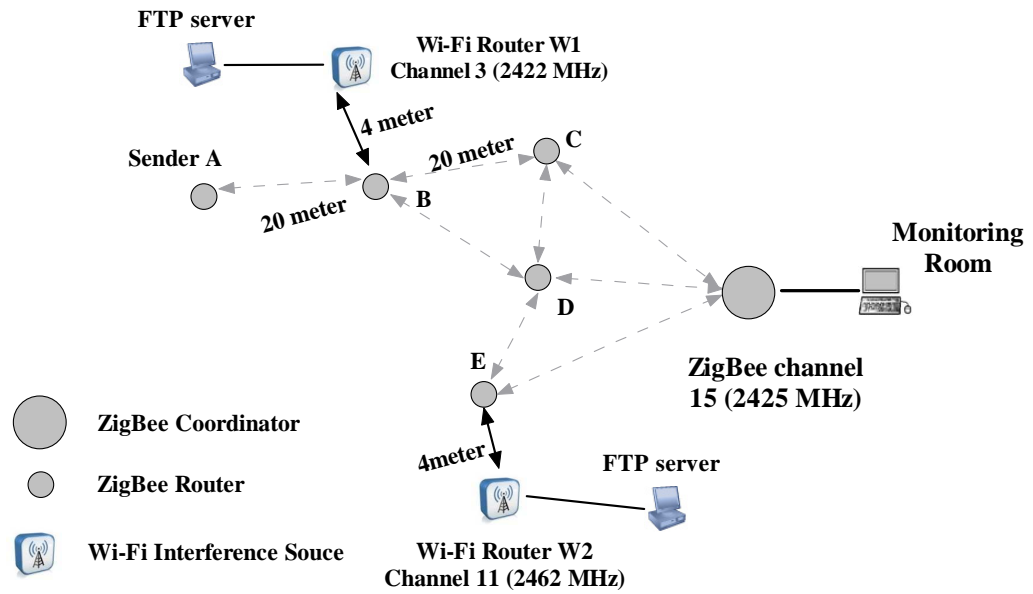 FTP server
Wi-Fi Router W1
Channel 3 (2422 MHz)
4 meter
Sender A
20 meter
C
20 meter
B
Monitoring
Room
D
E
ZigBee channel
15 (2425 MHz)
ZigBee Coordinator
4meter
FTP server
ZigBee Router
Wi-Fi Interference Souce
Wi-Fi Router W2
Channel 11 (2462 MHz)